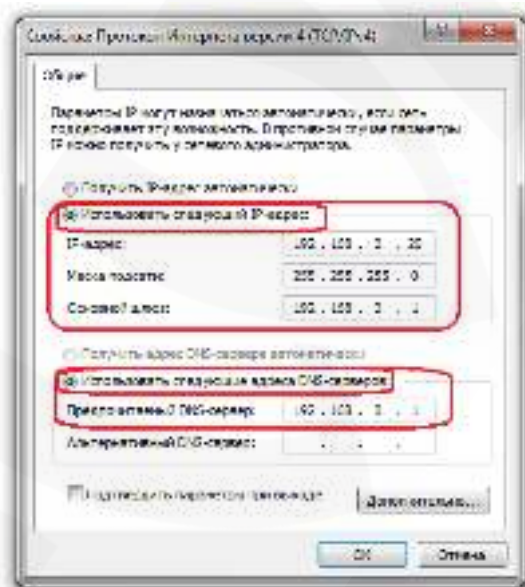 Свойства: Протокол Интернета версии 4 (TCP/IPv4)
Общие
Параметры IP могут назначаться автоматически, если сеть
поддерживает эту возможность. В противном случае параметры
IP можно получить у сетевого администратора.
Получить IP-адрес автоматически
Использовать следующий IP-адрес:
IP-адрес:
Маска подсети: 255 . 255 . 255 . 0
Основной шлюз:
Получить адрес DNS-сервера автоматически
Использовать следующие адреса DNS-серверов:
Предпочитаемый DNS-сервер:
Альтернативный DNS-сервер:
Подтвердить параметры при выходе
Дополнительно...
OK
Отмена